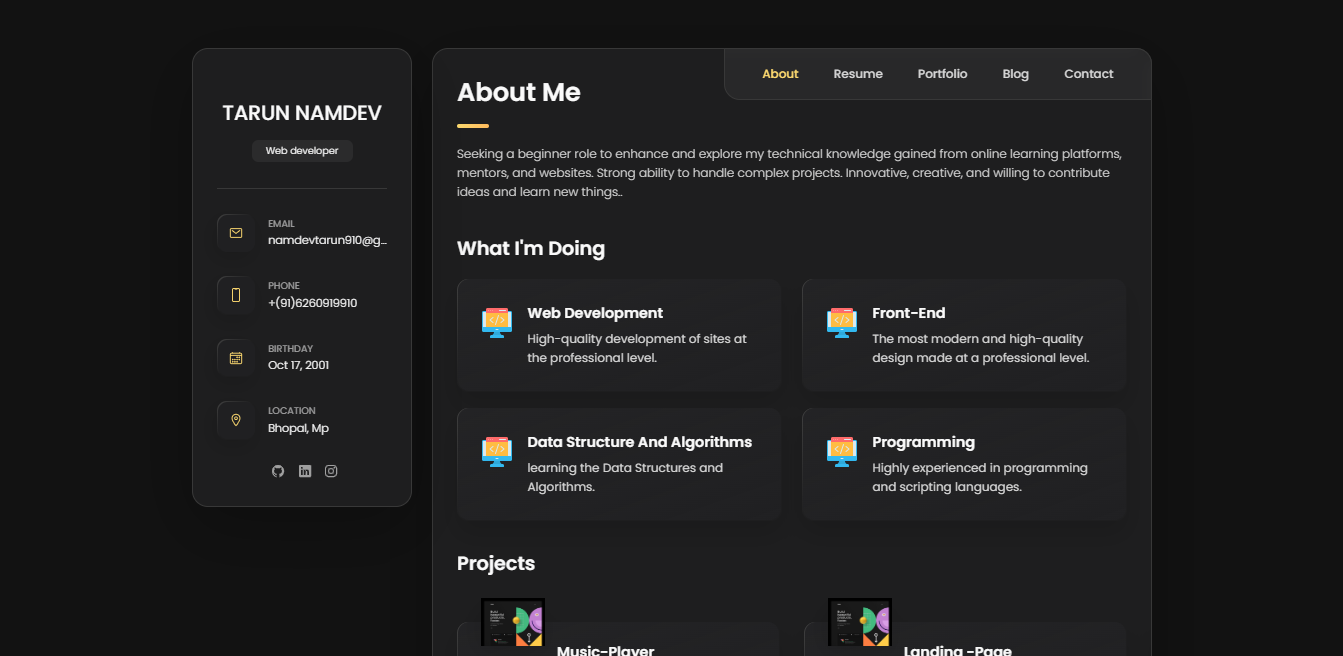 TARUN NAMDEV
Web developer
EMAIL
namdevtarun910@g...
PHONE
+(91)6260919910
BIRTHDAY
Oct 17, 2001
LOCATION
Bhopal, Mp
About
Resume
Portfolio
Blog
Contact
About Me
Seeking a beginner role to enhance and explore my technical knowledge gained from online learning platforms,
mentors, and websites. Strong ability to handle complex projects. Innovative, creative, and willing to contribute
ideas and learn new things..
What I'm Doing
Web Development
High-quality development of sites at
the professional level.
Front-End
The most modern and high-quality
design made at a professional level.
Data Structure And Algorithms
learning the Data Structures and
Algorithms.
Programming
Highly experienced in programming
and scripting languages.
Projects
Music-Player
Landing -Page